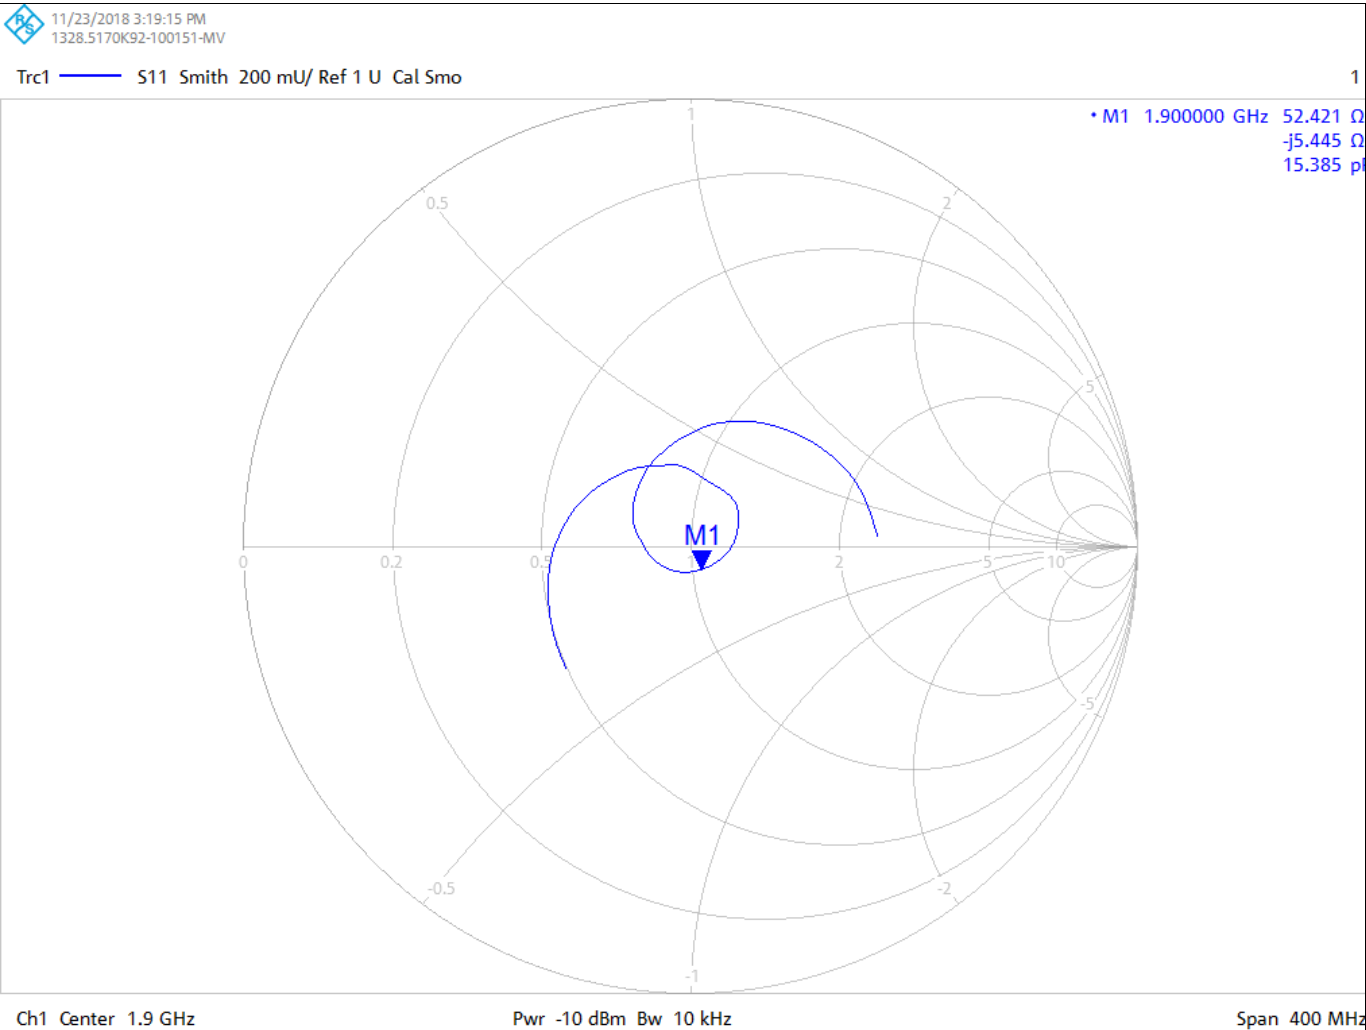 R&S
11/23/2018 3:19:15 PM
1328.5170K92-100151-MV
Trc1 S11 Smith 200 mU/ Ref 1 U Cal Smo 1
• M1 1.900000 GHz 52.421 Ω
-j5.445 Ω
15.385 pF
1
0.5 2
5
M1
0 0.2 0.5 1 2 5 10
-5
-0.5 -2
-1
Ch1 Center 1.9 GHz Pwr -10 dBm Bw 10 kHz Span 400 MHz